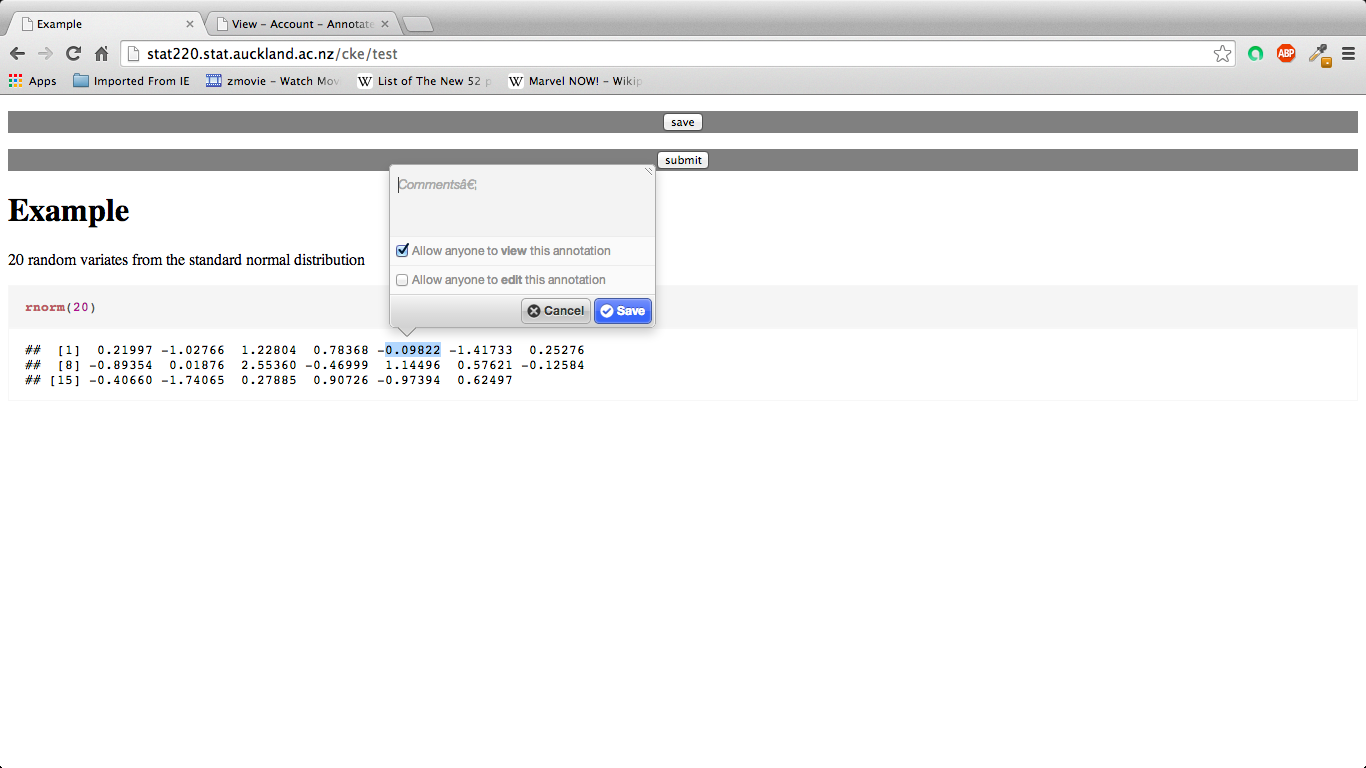 Example
View – Account – Annotate
stat220.stat.auckland.ac.nz/cke/test
ABP
Apps
Imported From IE
zmovie – Watch Mov
List of The New 52 p
Marvel NOW! – Wikip
save
submit
Commentsâ€¦
Allow anyone to view this annotation
Allow anyone to edit this annotation
Cancel
Save
Example
20 random variates from the standard normal distribution
rnorm(20)
##  [1]  0.21997 -1.02766  1.22804  0.78368 -0.09822 -1.41733  0.25276
##  [8] -0.89354  0.01876  2.55360 -0.46999  1.14496  0.57621 -0.12584
## [15] -0.40660 -1.74065  0.27885  0.90726 -0.97394  0.62497